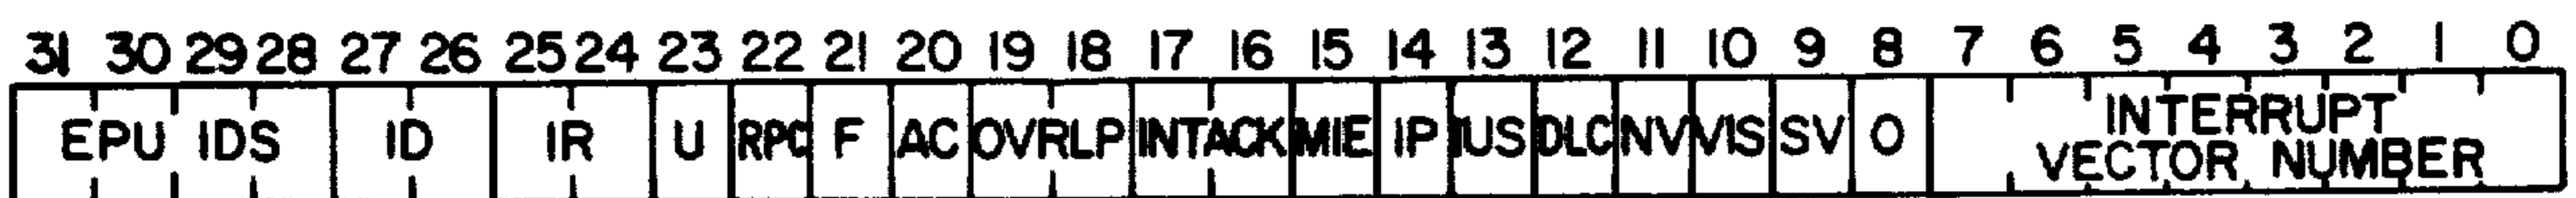 31 30 29 28 27 26 25 24 23 22 21 20 19 18 17 16 15 14 13 12 11 10 9 8 7 6 5 4 3 2 1 0
EPU IDS ID IR U RPC F AC OVRLP INTACK MIE IP IUS DLC NV VIS SV O INTERRUPT
VECTOR NUMBER